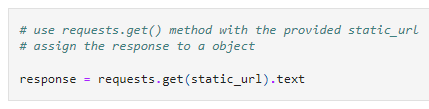 # use requests.get() method with the provided static_url
# assign the response to a object
response = requests.get(static_url).text